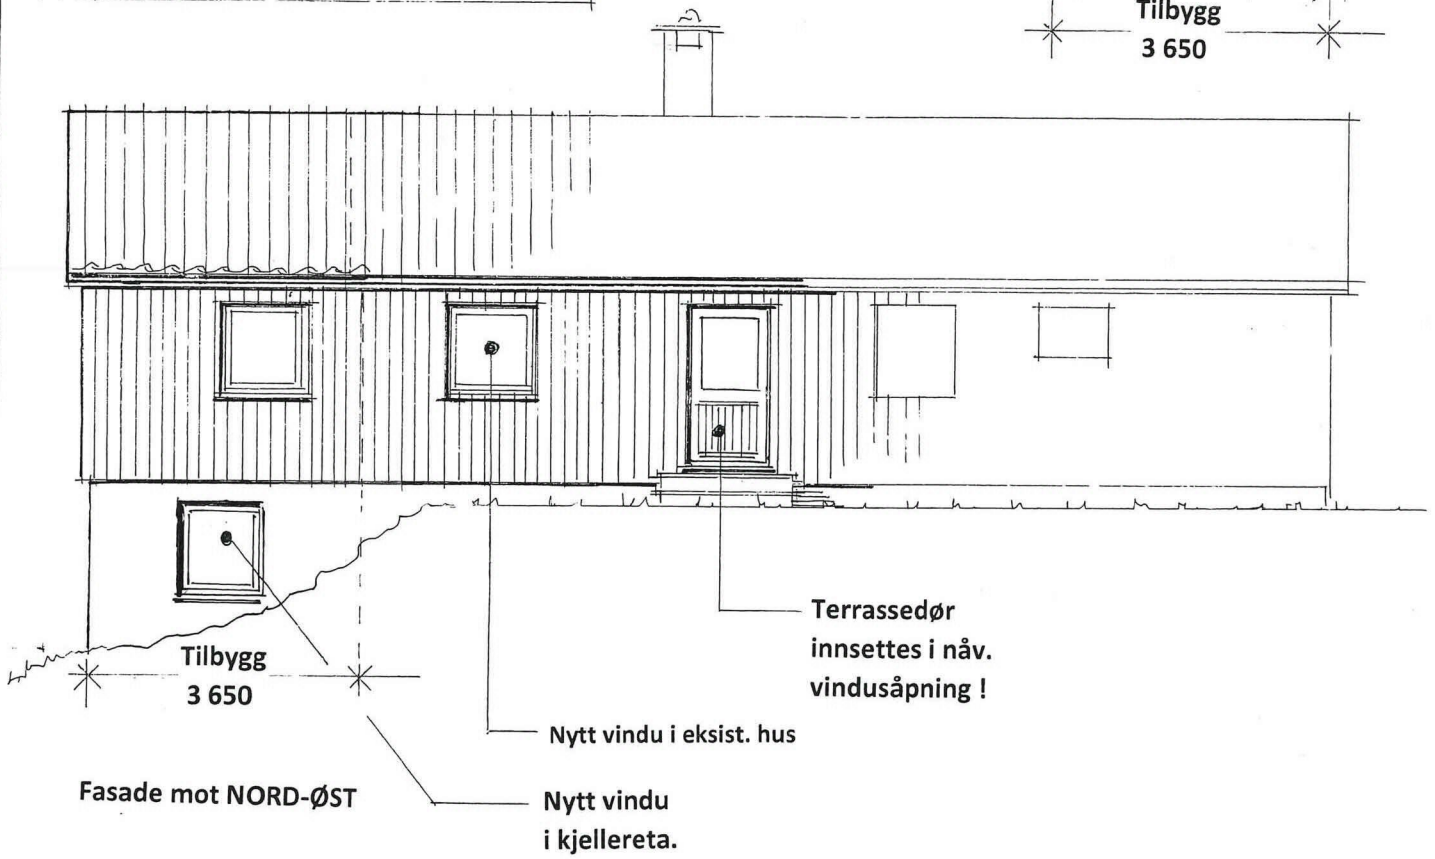 Tilbygg
3 650
Terrassedør
innsettes i nåv.
vindusåpning !
Tilbygg
3 650
Nytt vindu i eksist. hus
Fasade mot NORD-ØST
Nytt vindu
i kjellereta.